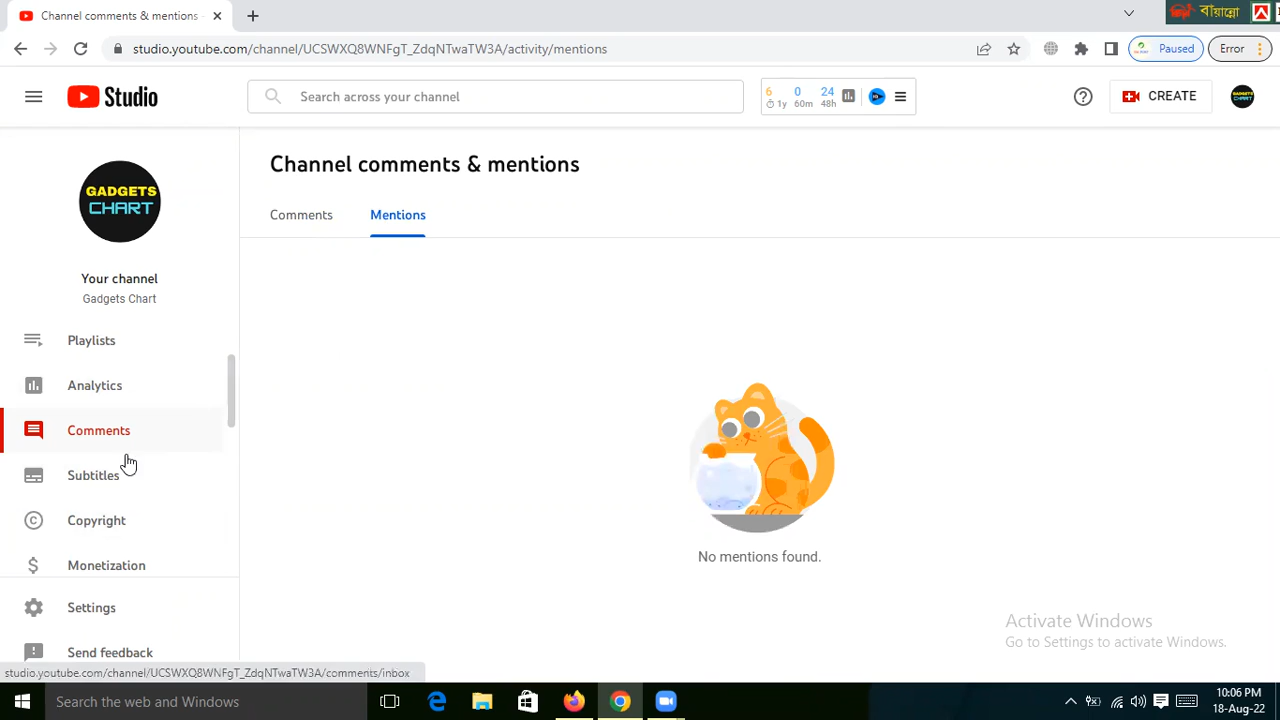 Channel comments & mentions
বায়ান্নো
studio.youtube.com/channel/UCSWXQ8WNFgT_ZdqNTwaTW3A/activity/mentions
Paused
Error
Studio
Search across your channel
6 0 24
1y 60m 48h
CREATE
GADGETS
CHART
Channel comments & mentions
Comments
Mentions
GADGETS
CHART
Your channel
Gadgets Chart
Playlists
Analytics
Comments
Subtitles
Copyright
Monetization
Settings
Send feedback
No mentions found.
Activate Windows
Go to Settings to activate Windows.
studio.youtube.com/channel/UCSWXQ8WNFgT_ZdqNTwaTW3A/comments/inbox
Search the web and Windows
10:06 PM
18-Aug-22